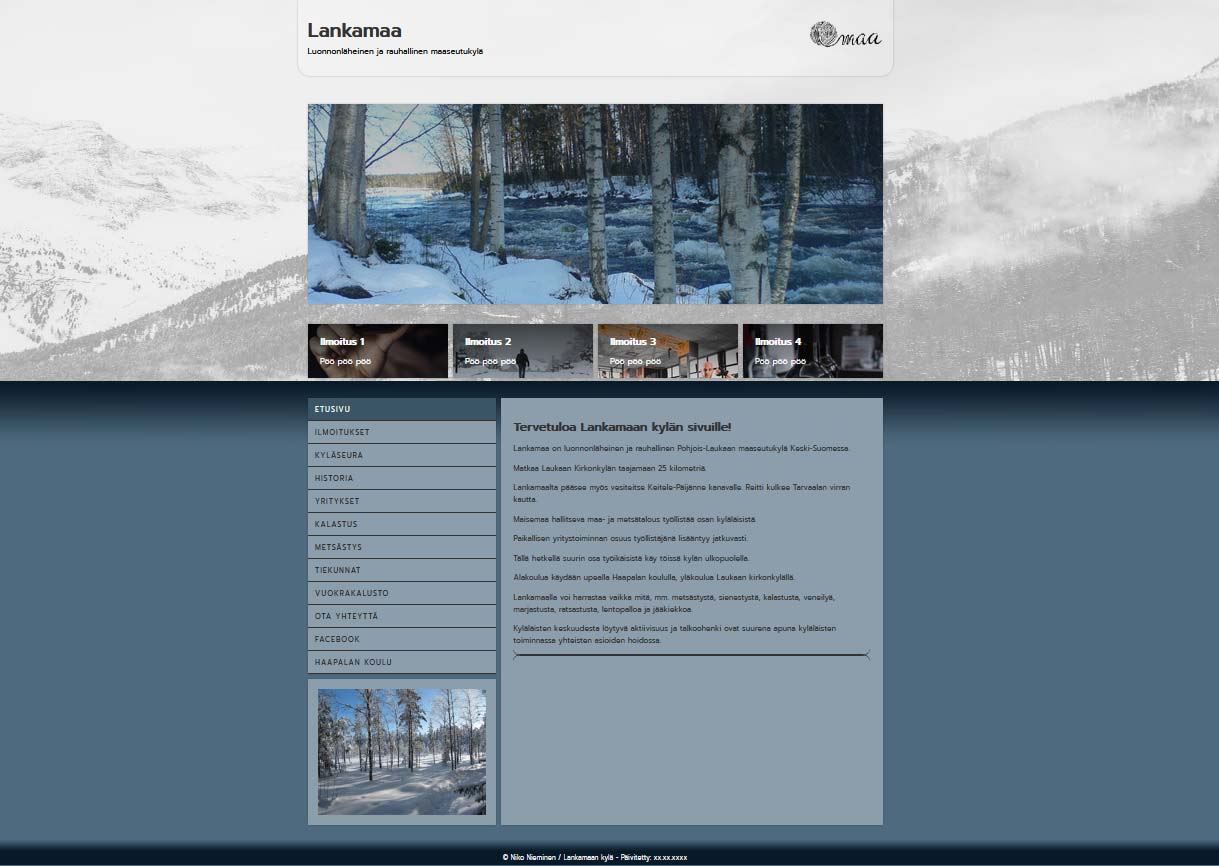 Lankamaa
Luonnonläheinen ja rauhallinen maaseutukylä
maa
Ilmoitus 1
Pöö pöö pöö
Ilmoitus 2
Pöö pöö pöö
Ilmoitus 3
Pöö pöö pöö
Ilmoitus 4
Pöö pöö pöö
ETUSIVU
ILMOITUKSET
KYLÄSEURA
HISTORIA
YRITYKSET
KALASTUS
METSÄSTYS
TIEKUNNAT
VUOKRAKALUSTO
OTA YHTEYTTÄ
FACEBOOK
HAAPALAN KOULU
Tervetuloa Lankamaan kylän sivuille!
Lankamaa on luonnonläheinen ja rauhallinen Pohjois-Laukaan maaseutukylä Keski-Suomessa.
Matkaa Laukaan Kirkonkylän taajamaan 25 kilometriä.
Lankamaalta pääsee myös vesiteitse Keitele-Päijänne kanavalle. Reitti kulkee Tarvaalan virran
kautta.
Maisemaa hallitseva maa- ja metsätalous työllistää osan kyläläisistä.
Paikallisen yritystoiminnan osuus työllistäjänä lisääntyy jatkuvasti.
Tällä hetkellä suurin osa työikäisistä käy töissä kylän ulkopuolella.
Alakoulua käydään upealla Haapalan koululla, yläkoulua Laukaan kirkonkylällä.
Lankamaalla voi harrastaa vaikka mitä, mm. metsästystä, sienestystä, kalastusta, veneilyä,
marjastusta, ratsastusta, lentopalloa ja jääkiekkoa.
Kyläläisten keskuudesta löytyvä aktiivisuus ja talkoohenki ovat suurena apuna kyläläisten
toiminnassa yhteisten asioiden hoidossa.
© Niko Nieminen / Lankamaan kylä - Päivitetty: xx.xx.xxxx